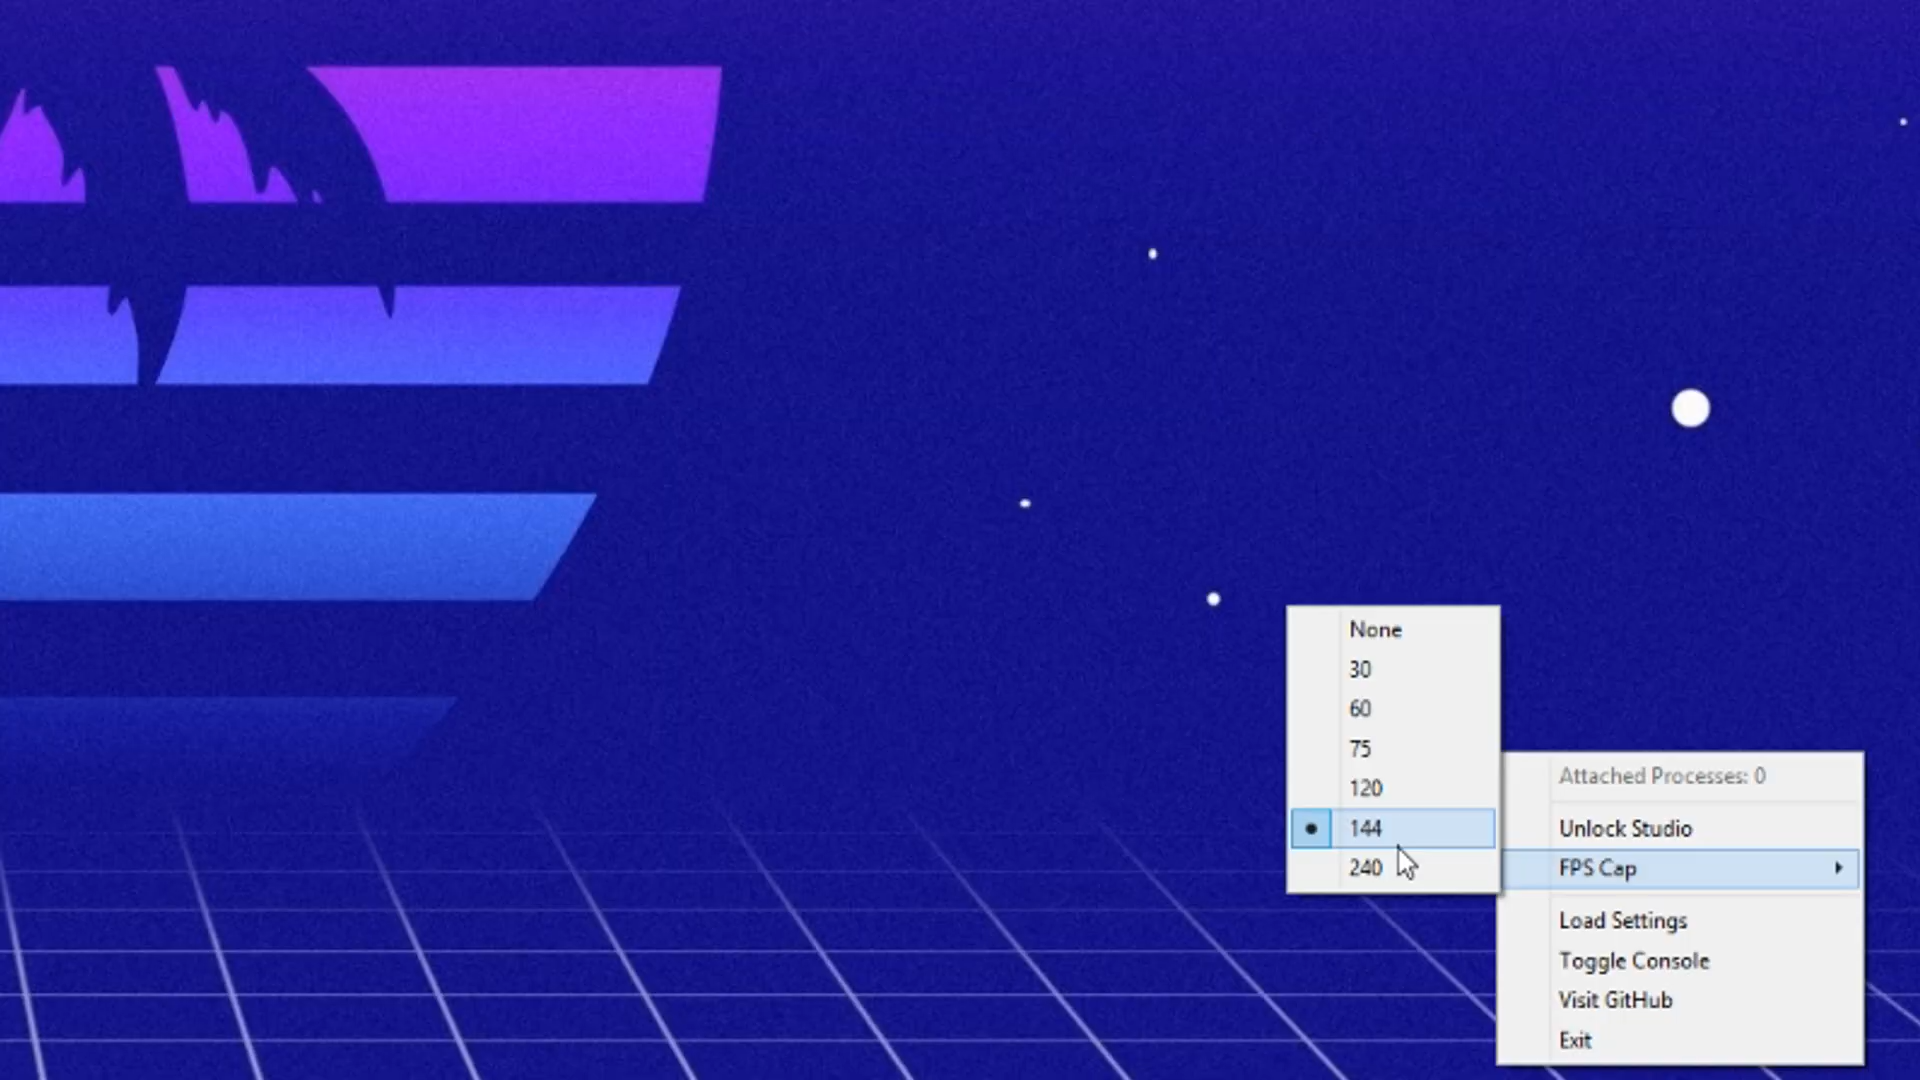 None
30
60
75
120
144
240
Attached Processes: 0
Unlock Studio
FPS Cap
Load Settings
Toggle Console
Visit GitHub
Exit